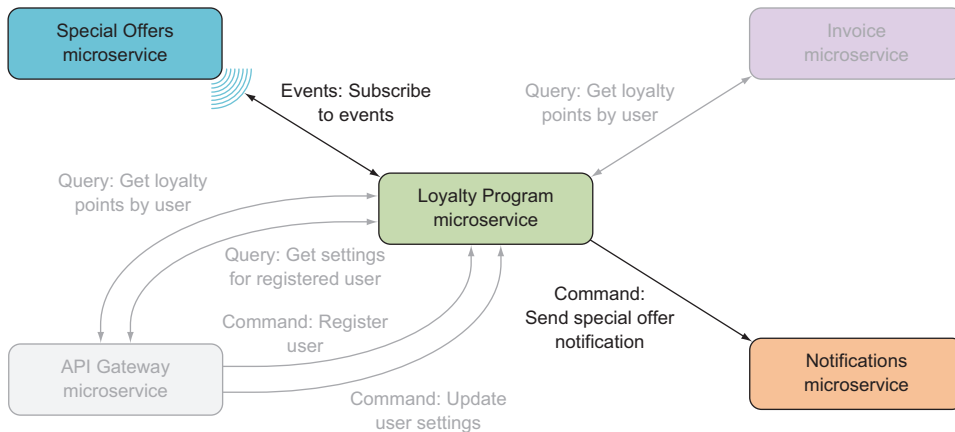 Special Offers
microservice
Invoice
microservice
Events: Subscribe
to events
Query: Get loyalty
points by user
Query: Get loyalty
points by user
Loyalty Program
microservice
Query: Get settings
for registered user
Command:
Send special offer
notification
Command: Register
user
API Gateway
microservice
Notifications
microservice
Command: Update
user settings